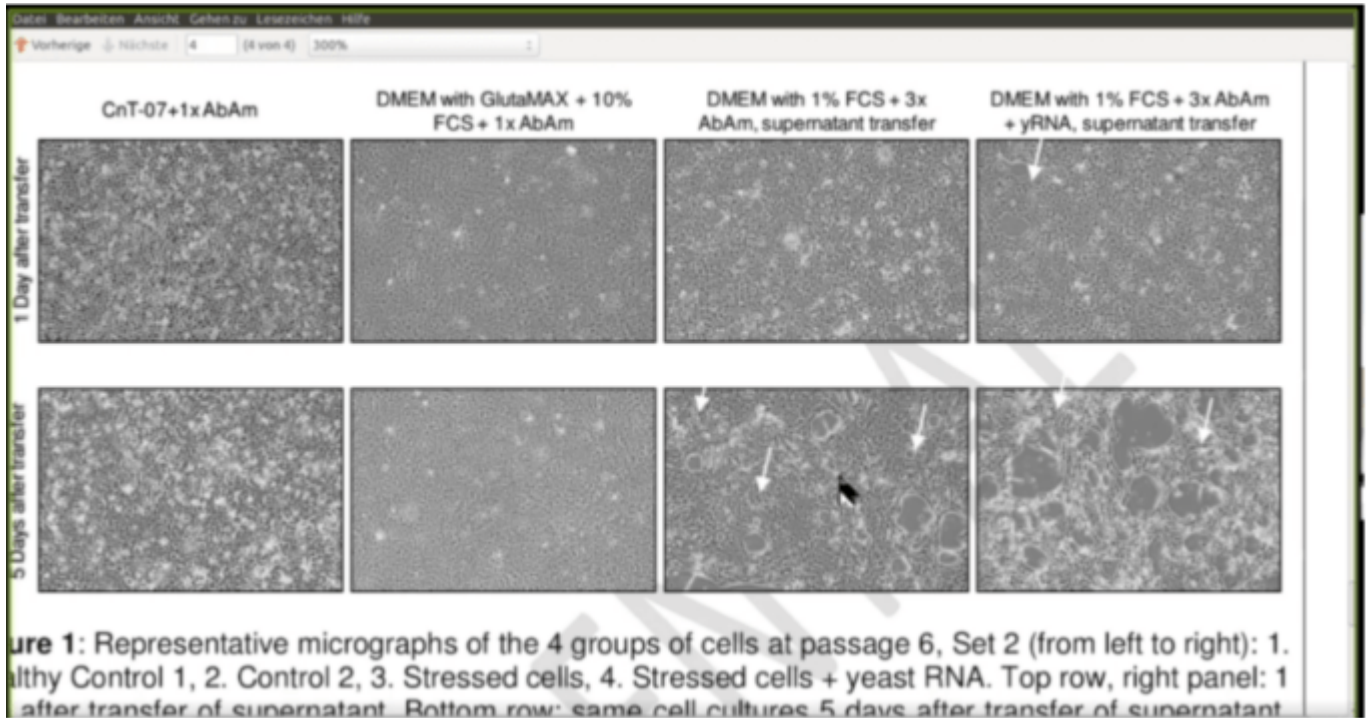 Datei Bearbeiten Ansicht Gehen zu Lesezeichen Hilfe
Vorherige Nächste 4 (4 von 4) 300%
CnT-07+1x AbAm
DMEM with GlutaMAX + 10%
FCS + 1x AbAm
DMEM with 1% FCS + 3x
AbAm, supernatant transfer
DMEM with 1% FCS + 3x AbAm
+ yRNA, supernatant transfer
1 Day after transfer
5 Days after transfer
ure 1: Representative micrographs of the 4 groups of cells at passage 6, Set 2 (from left to right): 1.
althy Control 1, 2. Control 2, 3. Stressed cells, 4. Stressed cells + yeast RNA. Top row, right panel: 1
after transfer of supernatant. Bottom row: same cell cultures 5 days after transfer of supernatant
ENTIAL